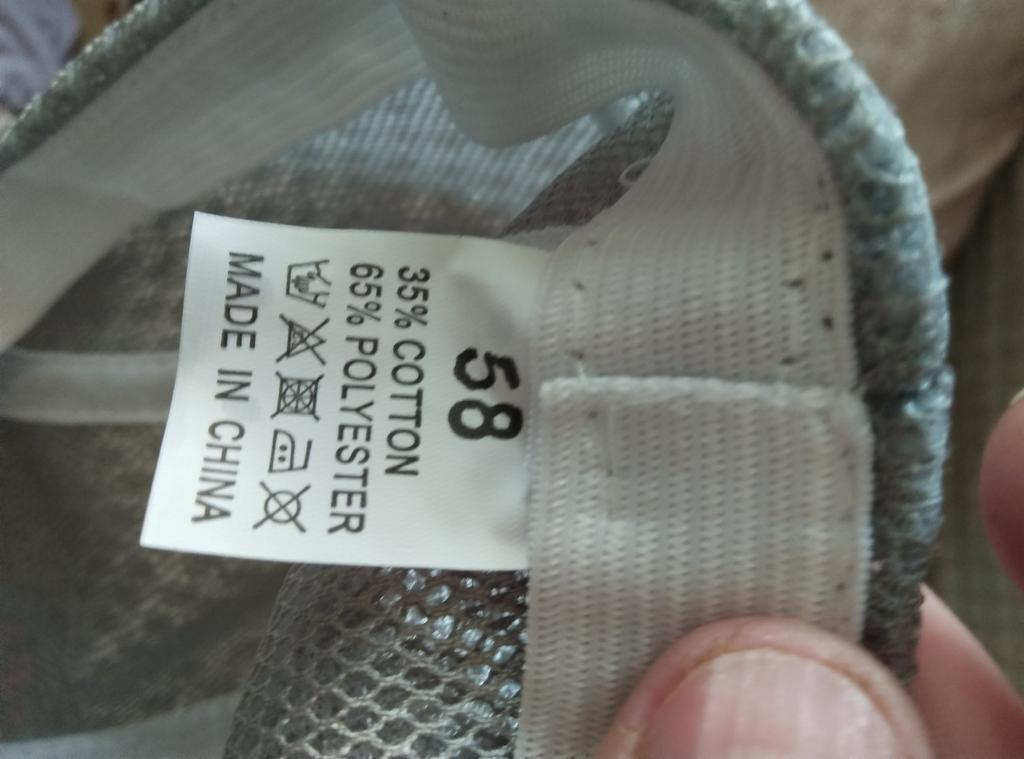 58
35% COTTON
65% POLYESTER
MADE IN CHINA